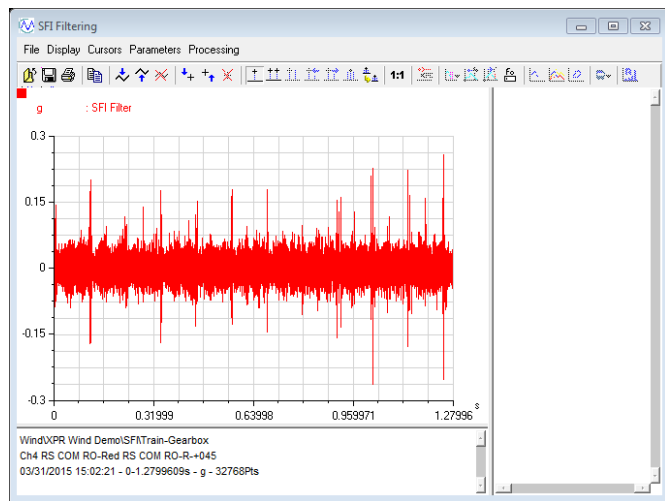 SFI Filtering
File Display Cursors Parameters Processing
1:1
g : SFI Filter
0.3
0.15
0
-0.15
-0.3
0 0.31999 0.63998 0.959971 1.27996 s
Wind\XPR Wind Demo\SFI\Train-Gearbox
Ch4 RS COM RO-Red RS COM RO-R-+045
03/31/2015 15:02:21 - 0-1.2799609s - g - 32768Pts